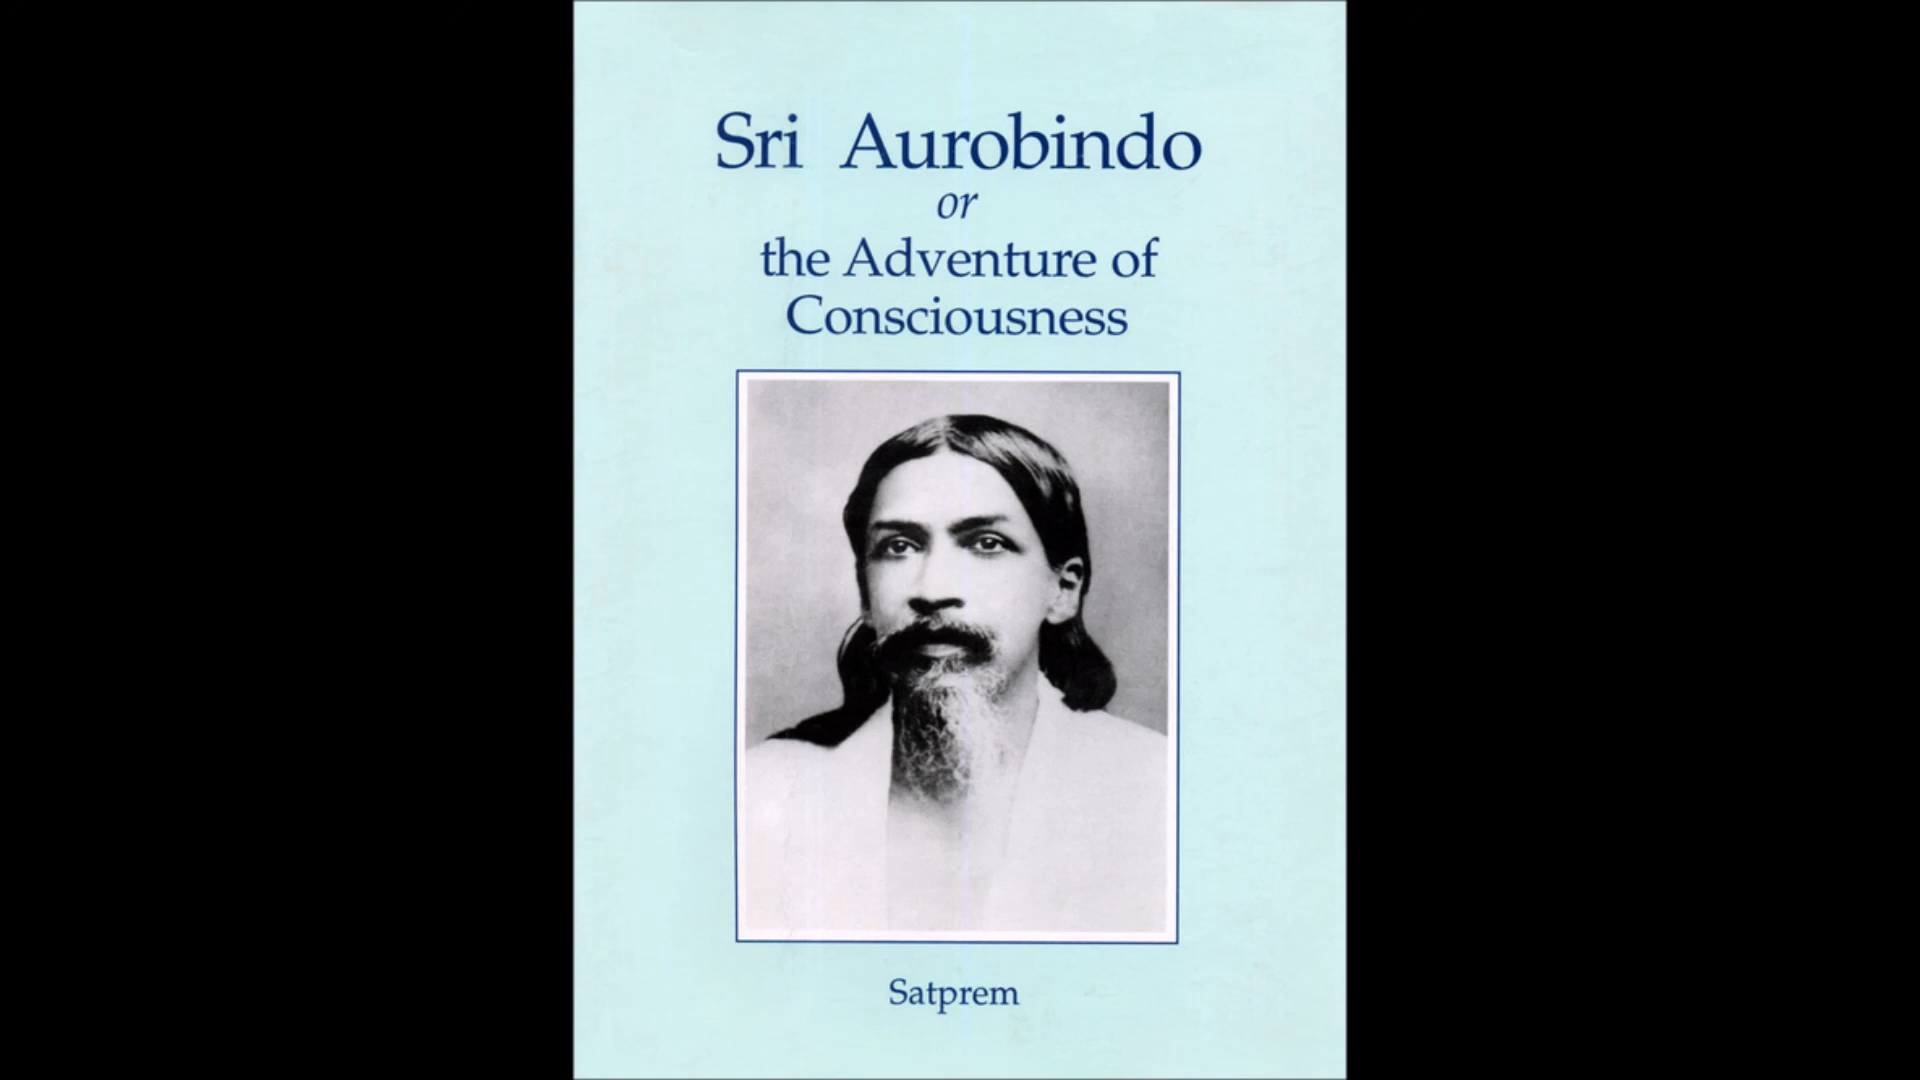 Sri Aurobindo
or
the Adventure of
Consciousness
Satprem